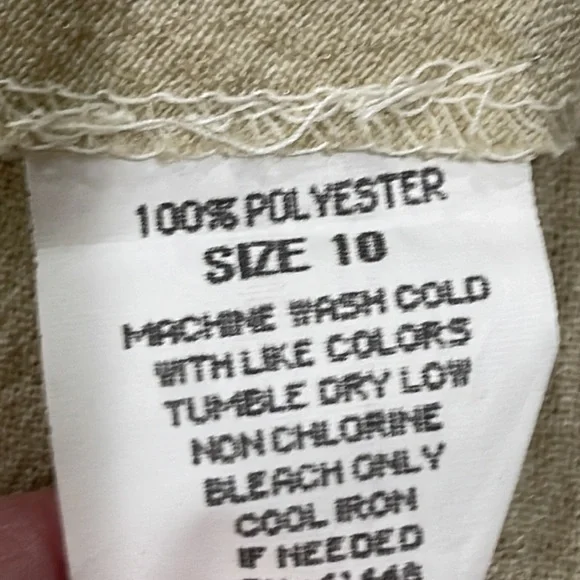 100% POLYESTER
SIZE 10
MACHINE WASH COLD
WITH LIKE COLORS
TUMBLE DRY LOW
NON CHLORINE
BLEACH ONLY
COOL IRON
IF NEEDED